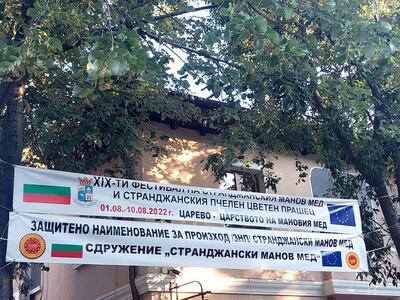 XIX-ТИ ФЕСТИВАЛ НА СТРАНДЖАНСКИЯ МАНОВ МЕД
И СТРАНДЖАНСКИЯ ПЧЕЛЕН ЦВЕТЕН ПРАШЕЦ
01.08.-10.08.2022 г. ЦАРЕВО - ЦАРСТВОТО НА МАНОВИЯ МЕД
ЗАЩИТЕНО НАИМЕНОВАНИЕ ЗА ПРОИЗХОД /ЗНП/ СТРАНДЖАНСКИ МАНОВ МЕД
СДРУЖЕНИЕ „СТРАНДЖАНСКИ МАНОВ МЕД"